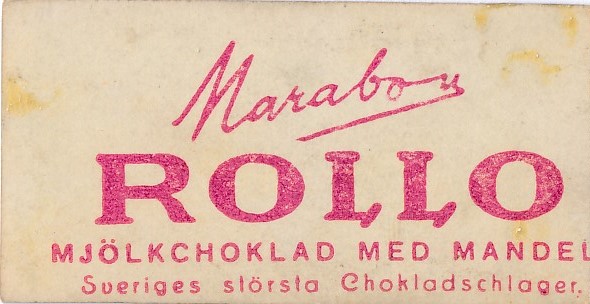 Marabou
ROLLO
MJÖLKCHOKLAD MED MANDEL
Sveriges största Chokladschlager.